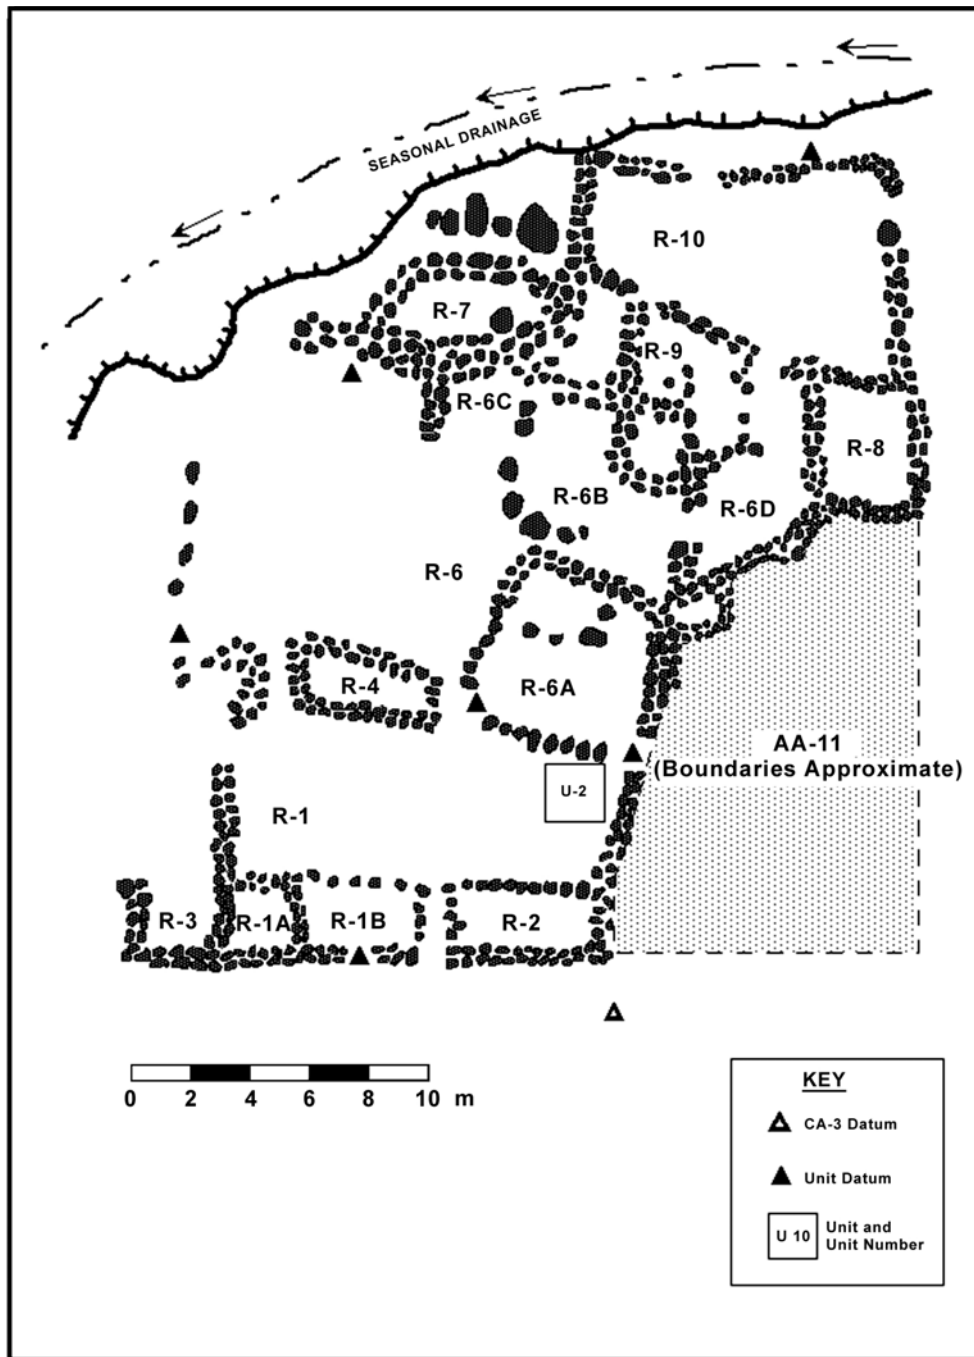 SEASONAL DRAINAGE
R-10
R-7
R-9
R-6C
R-8
R-6B
R-6D
R-6
R-4
R-6A
AA-11
(Boundaries Approximate)
U-2
R-1
R-3
R-1A
R-1B
R-2
0 2 4 6 8 10 m
KEY
CA-3 Datum
Unit Datum
U 10
Unit and
Unit Number